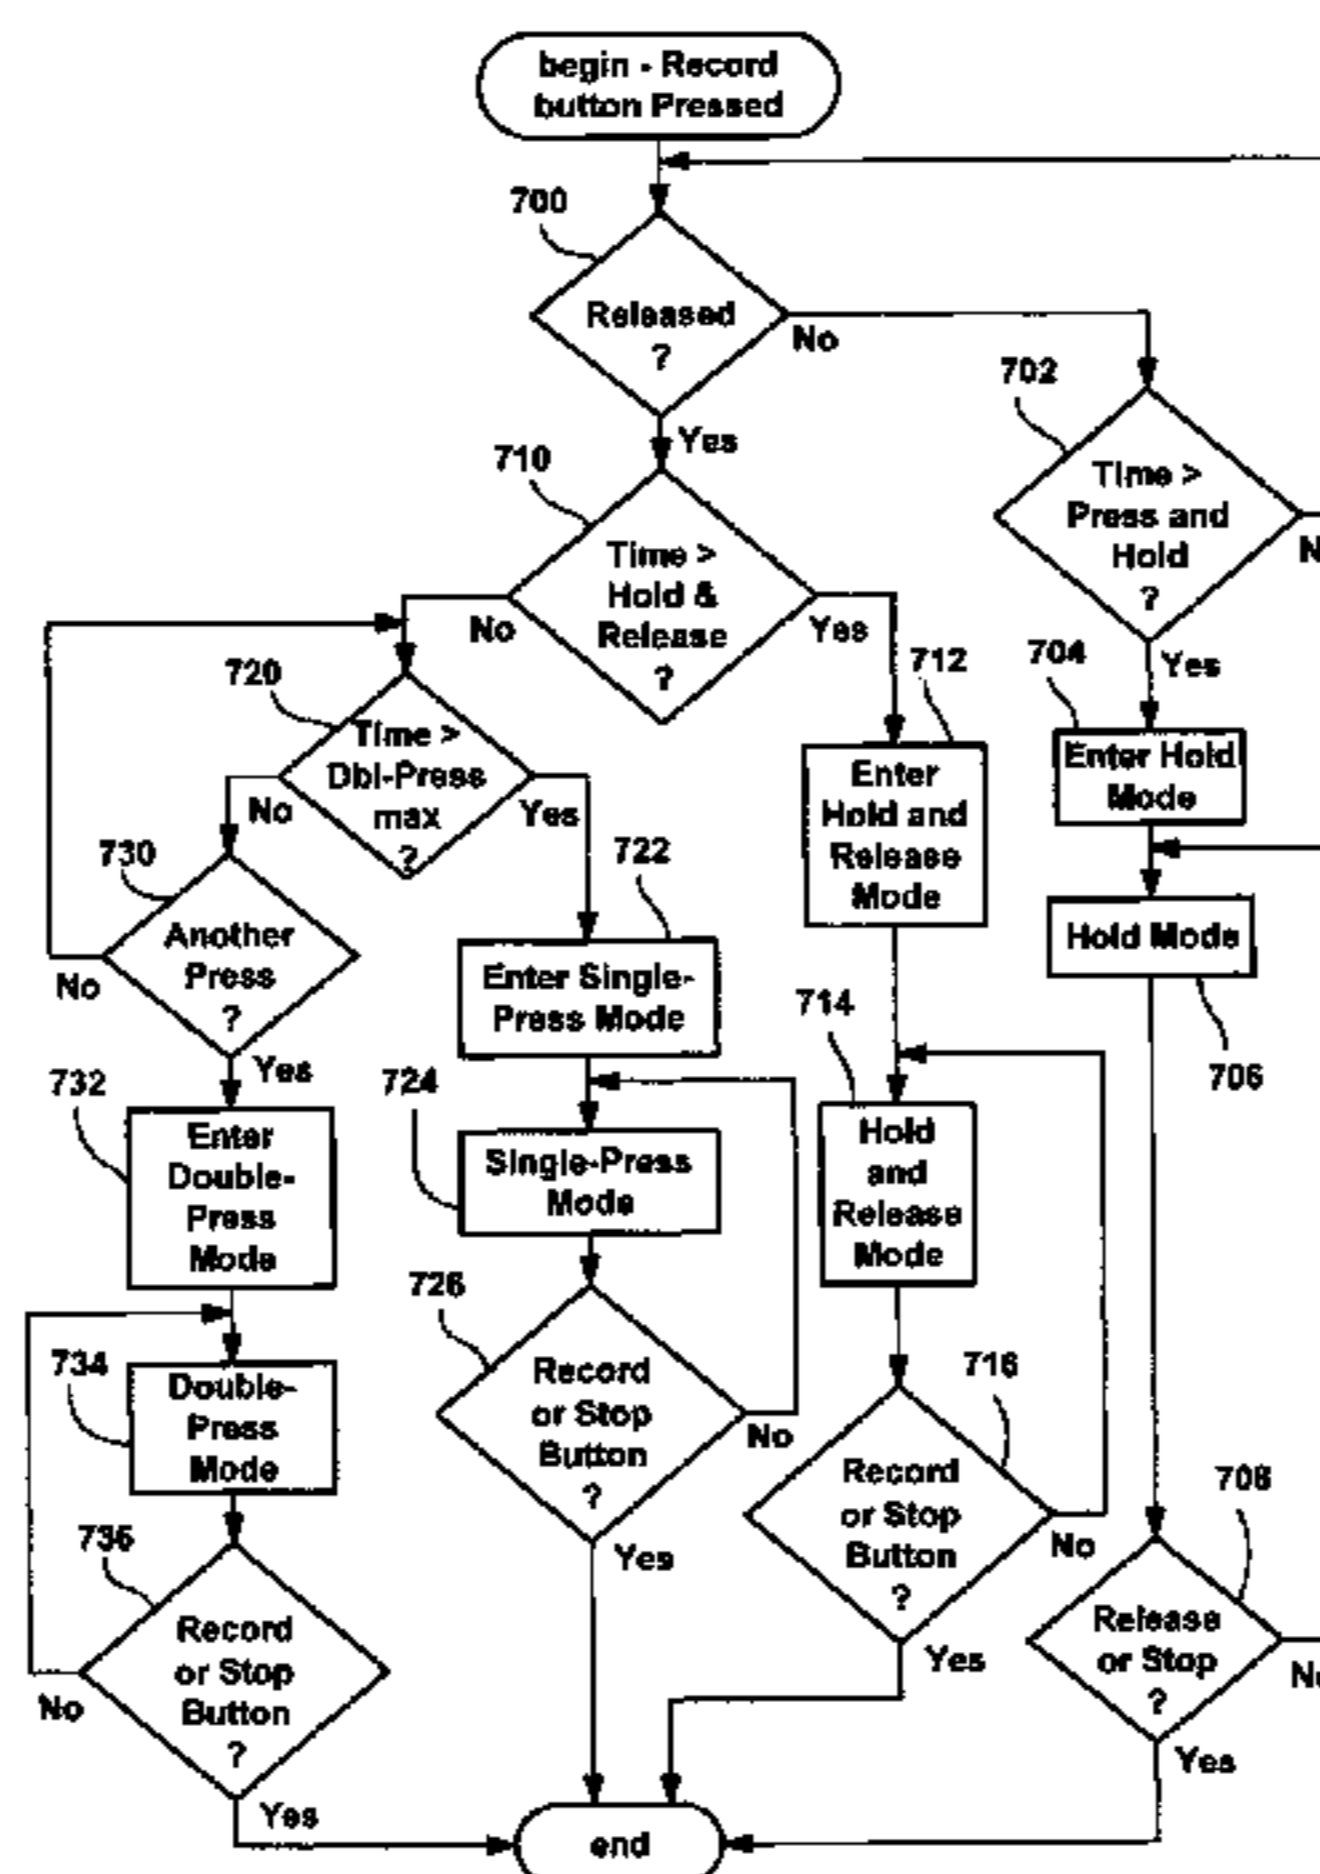 begin - Record
button Pressed
700
Released
?
No
Yes
702
Time >
Press and
Hold
?
N
Yes
710
Time >
Hold &
Release
?
No
Yes
704
Enter Hold
Mode
712
Enter
Hold and
Release
Mode
720
Time >
Dbl-Press
max
?
No
Yes
730
Another
Press
?
No
Yes
722
Enter Single-
Press Mode
Hold Mode
706
714
Hold
and
Release
Mode
732
Enter
Double-
Press
Mode
724
Single-Press
Mode
726
Record
or Stop
Button
?
No
Yes
716
Record
or Stop
Button
?
No
Yes
734
Double-
Press
Mode
736
Record
or Stop
Button
?
No
Yes
708
Release
or Stop
?
No
Yes
end